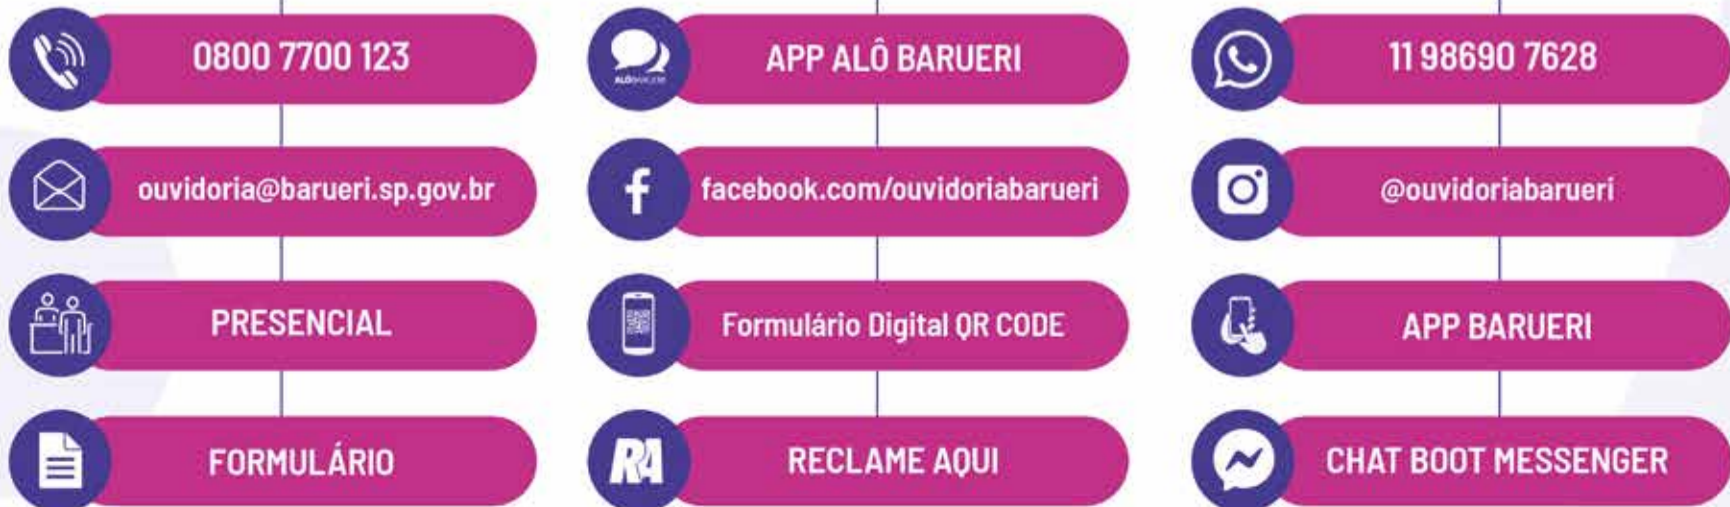 0800 7700 123
APP ALÔ BARUERI
11 98690 7628
ouvidoria@barueri.sp.gov.br
facebook.com/ouvidoriabarueri
@ouvidoriabarueri
PRESENCIAL
Formulário Digital QR CODE
APP BARUERI
FORMULÁRIO
RA
RECLAME AQUI
CHAT BOOT MESSENGER